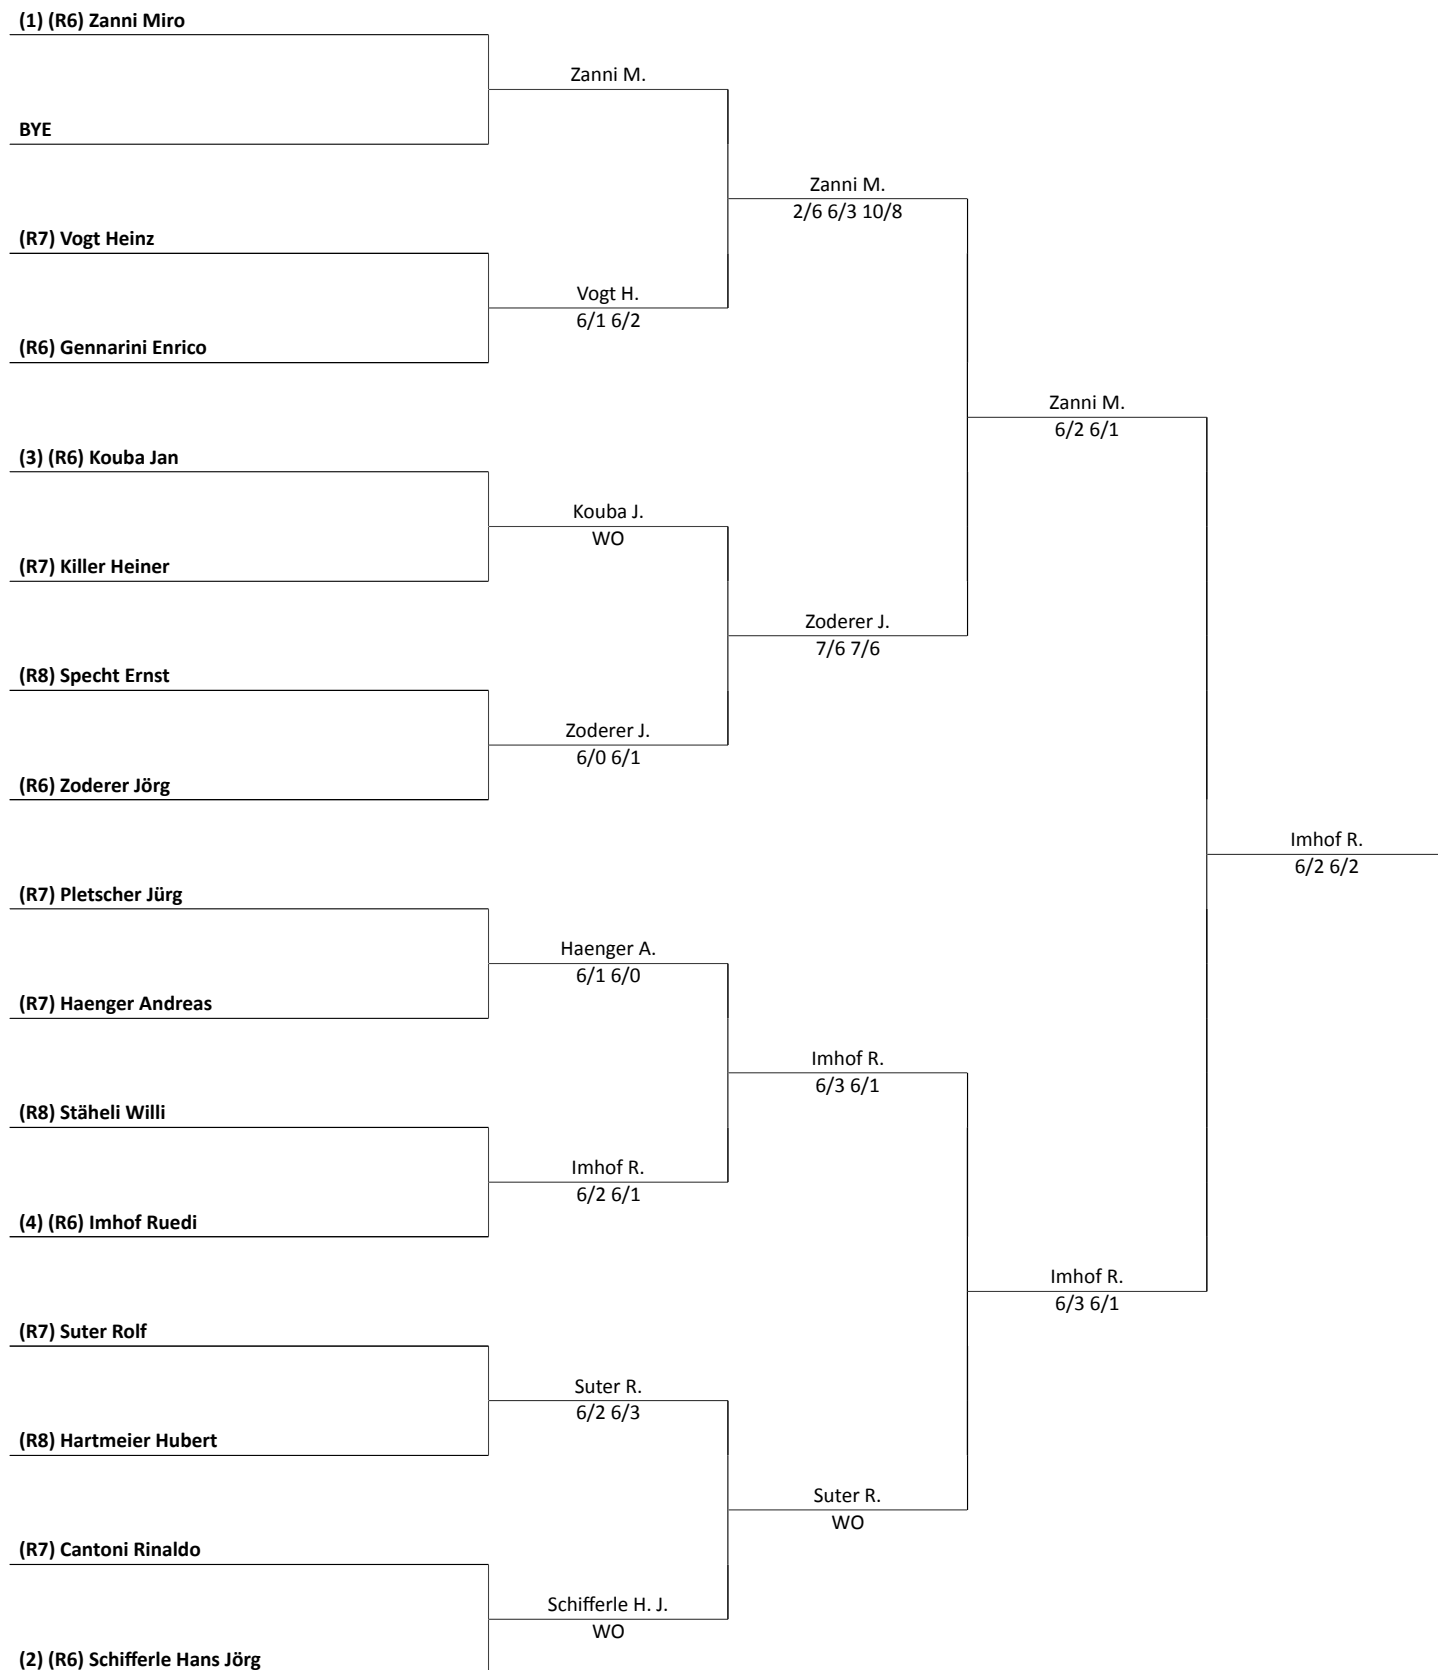 (1) (R6) Zanni Miro
Zanni M.
BYE
Zanni M.
2/6 6/3 10/8
(R7) Vogt Heinz
Vogt H.
6/1 6/2
(R6) Gennarini Enrico
Zanni M.
6/2 6/1
(3) (R6) Kouba Jan
Kouba J.
WO
(R7) Killer Heiner
Zoderer J.
7/6 7/6
(R8) Specht Ernst
Zoderer J.
6/0 6/1
(R6) Zoderer Jörg
Imhof R.
6/2 6/2
(R7) Pletscher Jürg
Haenger A.
6/1 6/0
(R7) Haenger Andreas
Imhof R.
6/3 6/1
(R8) Stäheli Willi
Imhof R.
6/2 6/1
(4) (R6) Imhof Ruedi
Imhof R.
6/3 6/1
(R7) Suter Rolf
Suter R.
6/2 6/3
(R8) Hartmeier Hubert
Suter R.
WO
(R7) Cantoni Rinaldo
Schifferle H. J.
WO
(2) (R6) Schifferle Hans Jörg